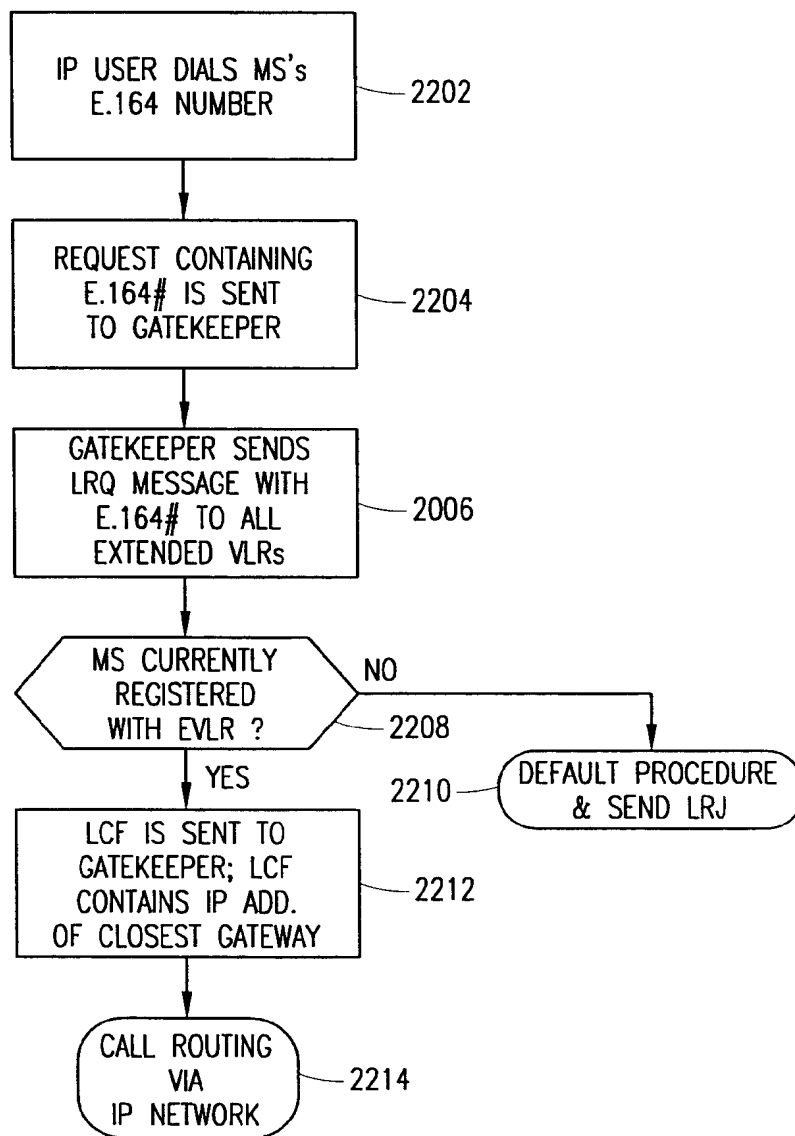 IP USER DIALS MS's
E.164 NUMBER
2202
REQUEST CONTAINING
E.164# IS SENT
TO GATEKEEPER
2204
GATEKEEPER SENDS
LRQ MESSAGE WITH
E.164# TO ALL
EXTENDED VLRs
2006
MS CURRENTLY
REGISTERED
WITH EVLR ?
2208
NO
YES
2210
DEFAULT PROCEDURE
& SEND LRJ
LCF IS SENT TO
GATEKEEPER; LCF
CONTAINS IP ADD.
OF CLOSEST GATEWAY
2212
CALL ROUTING
VIA
IP NETWORK
2214